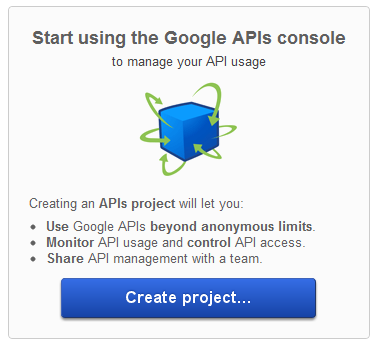 Start using the Google APIs console
to manage your API usage
Creating an APIs project will let you:
• Use Google APIs beyond anonymous limits.
• Monitor API usage and control API access.
• Share API management with a team.
Create project...